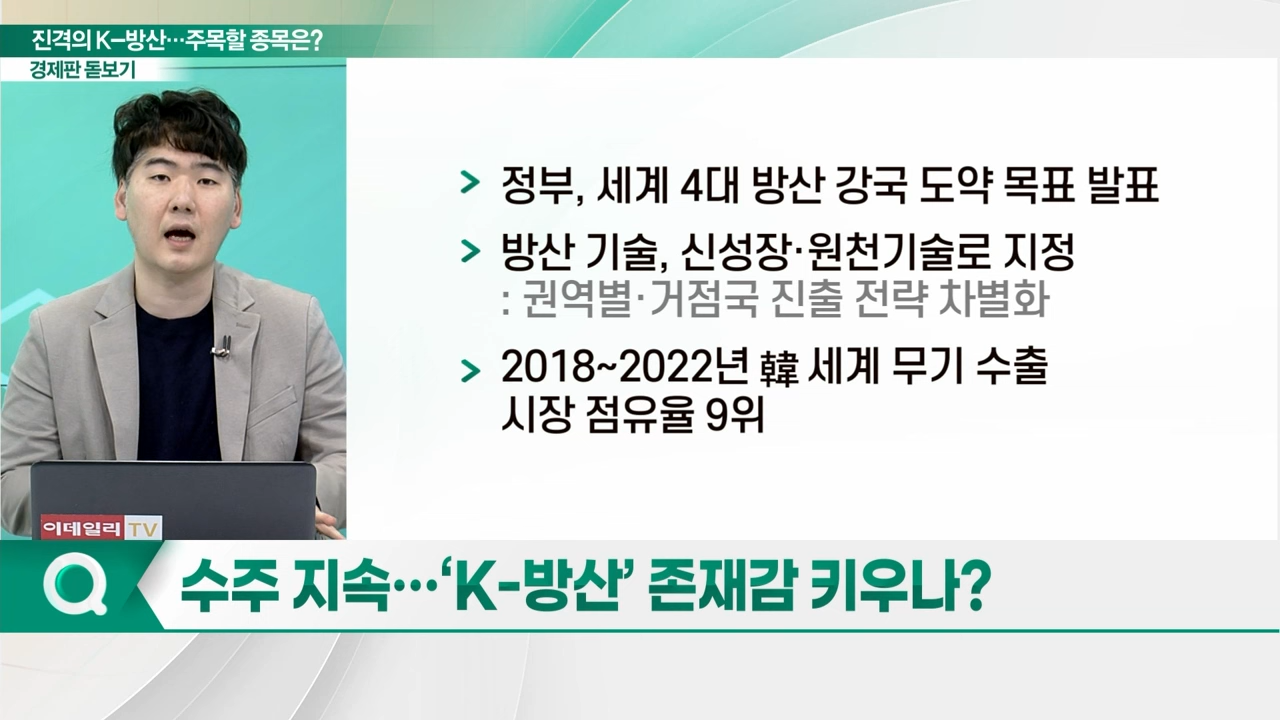 진격의 K-방산…주목할 종목은?
경제판 돋보기
> 정부, 세계 4대 방산 강국 도약 목표 발표
> 방산 기술, 신성장·원천기술로 지정
: 권역별·거점국 진출 전략 차별화
> 2018~2022년 韓 세계 무기 수출
시장 점유율 9위
이데일리 TV
수주 지속…‘K-방산’ 존재감 키우나?